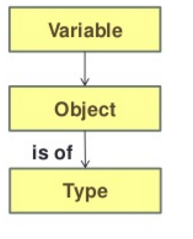 Variable
Object
is of
Type